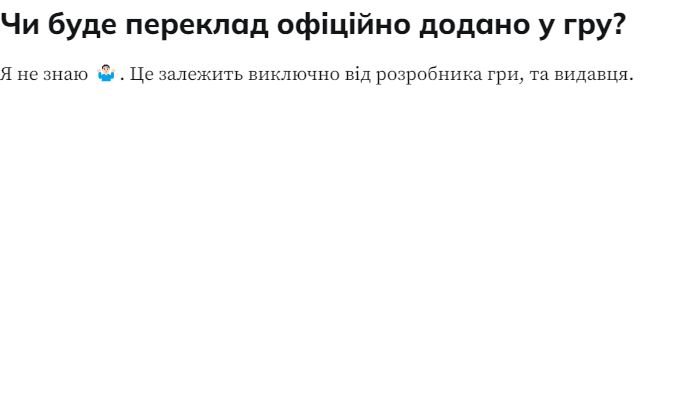 Чи буде переклад офіційно додано у гру?
Я не знаю 🤷🏻‍♂️. Це залежить виключно від розробника гри, та видавця.